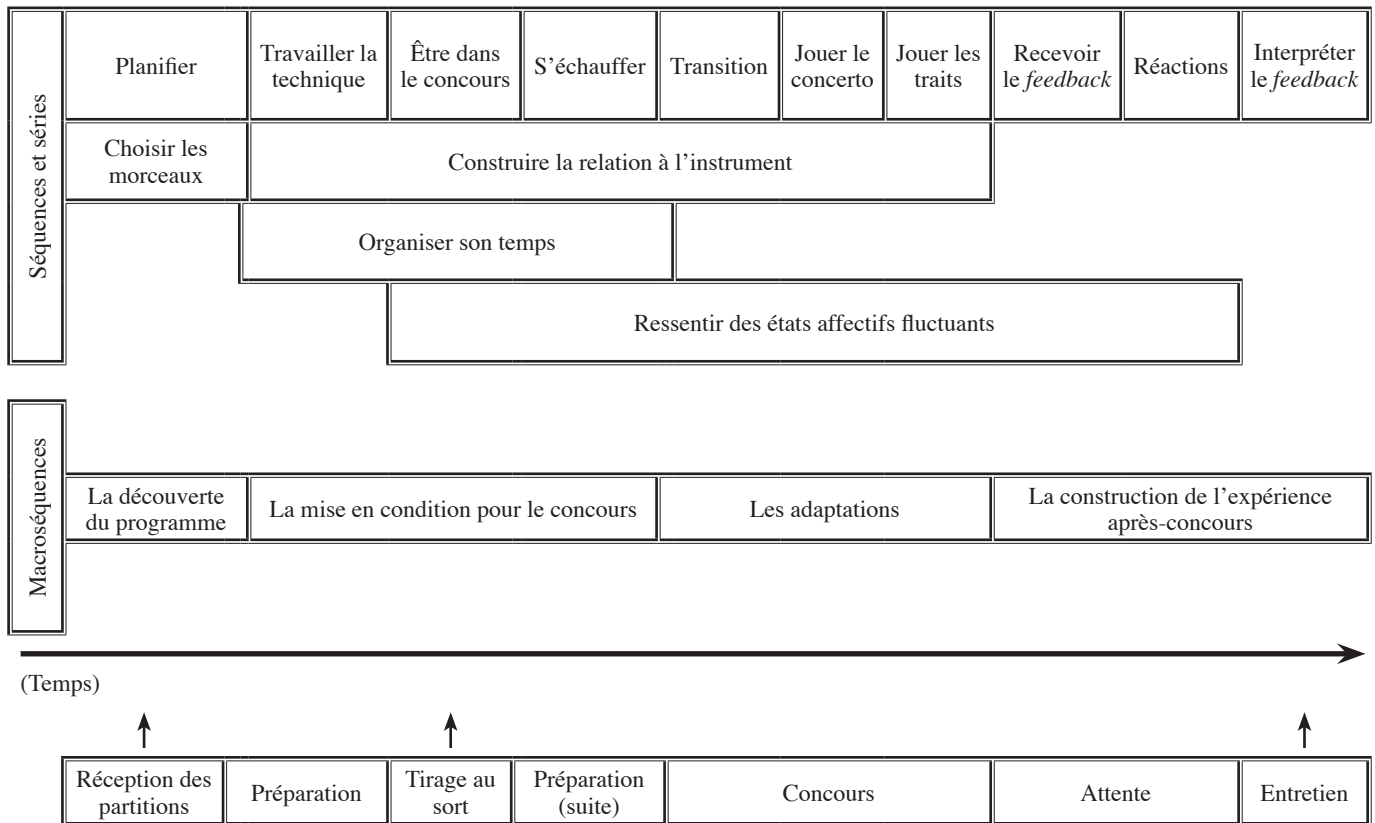 Séquences et séries
Planifier
Travailler la
technique
Être dans
le concours
S’échauffer
Transition
Jouer le
concerto
Jouer les
traits
Recevoir
le feedback
Réactions
Interpréter
le feedback
Choisir les
morceaux
Construire la relation à l’instrument
Organiser son temps
Ressentir des états affectifs fluctuants
Macroséquences
La découverte
du programme
La mise en condition pour le concours
Les adaptations
La construction de l’expérience
après-concours
(Temps)
Réception des
partitions
Préparation
Tirage au
sort
Préparation
(suite)
Concours
Attente
Entretien